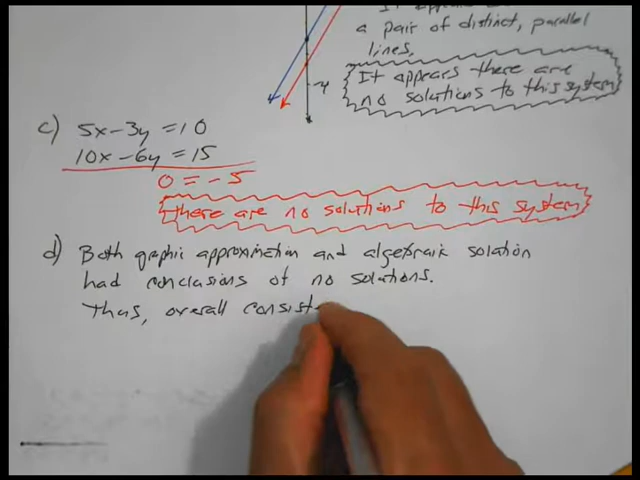 a pair of distinct, parallel
lines.
It appears there are
no solutions to this system
-4
c) 5x-3y = 10
10x - 6y = 15
0 = -5
There are no solutions to this system
d) Both graphic approximation and algebraic solution
had conclusions of no solutions.
Thus, overall consist